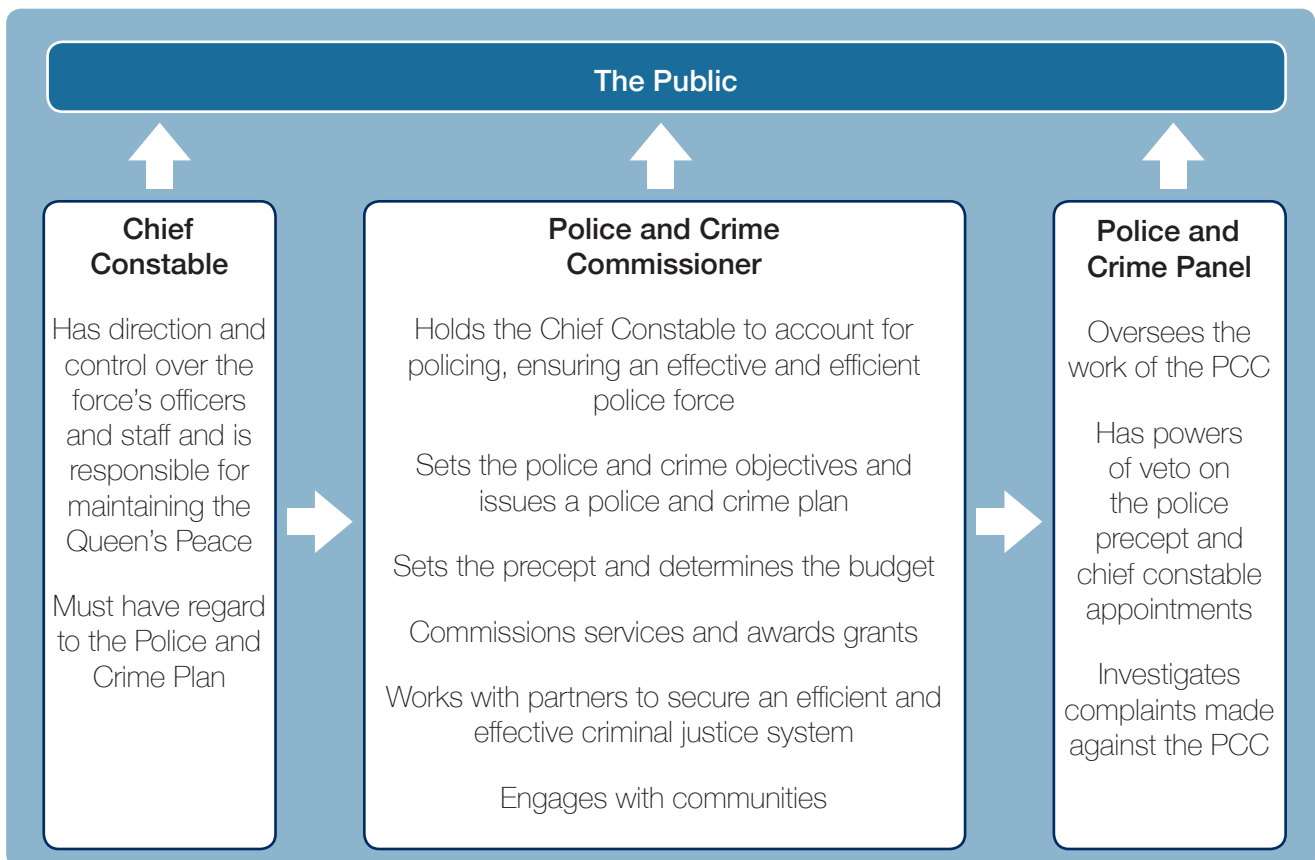 The Public
Chief
Constable
Has direction and
control over the
force’s officers
and staff and is
responsible for
maintaining the
Queen’s Peace
Must have regard
to the Police and
Crime Plan
Police and Crime
Commissioner
Holds the Chief Constable to account for
policing, ensuring an effective and efficient
police force
Sets the police and crime objectives and
issues a police and crime plan
Sets the precept and determines the budget
Commissions services and awards grants
Works with partners to secure an efficient and
effective criminal justice system
Engages with communities
Police and
Crime Panel
Oversees the
work of the PCC
Has powers
of veto on
the police
precept and
chief constable
appointments
Investigates
complaints made
against the PCC